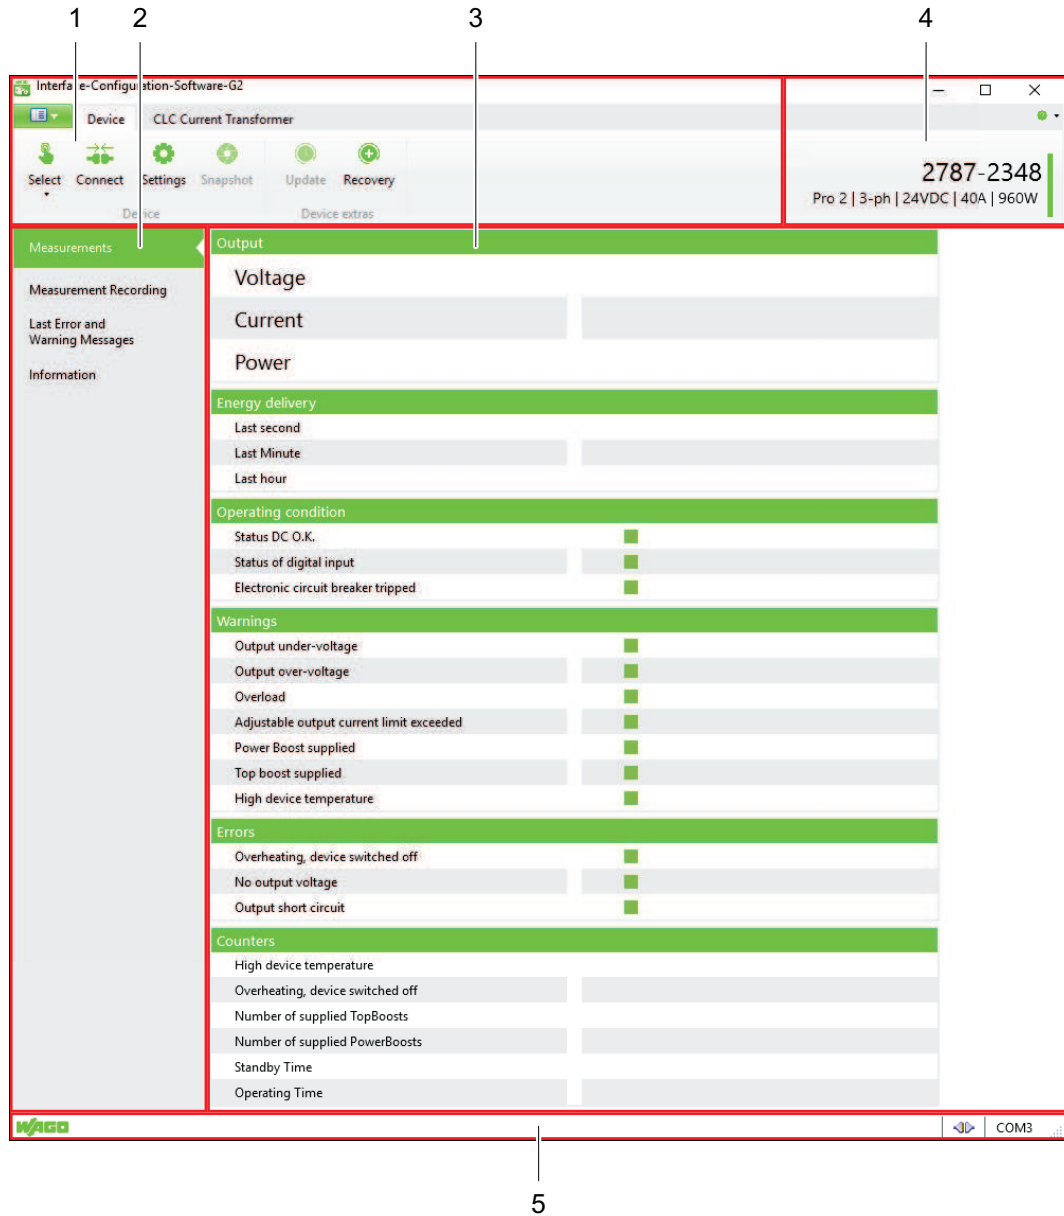 1 2 3 4
Interface-Configuration-Software-G2
Device CLC Current Transformer
Select Connect Settings Snapshot Update Recovery
Device Device extras
2787-2348
Pro 2 | 3-ph | 24VDC | 40A | 960W
Measurements
Measurement Recording
Last Error and
Warning Messages
Information
Output
Voltage
Current
Power
Energy delivery
Last second
Last Minute
Last hour
Operating condition
Status DC O.K.
Status of digital input
Electronic circuit breaker tripped
Warnings
Output under-voltage
Output over-voltage
Overload
Adjustable output current limit exceeded
Power Boost supplied
Top boost supplied
High device temperature
Errors
Overheating, device switched off
No output voltage
Output short circuit
Counters
High device temperature
Overheating, device switched off
Number of supplied TopBoosts
Number of supplied PowerBoosts
Standby Time
Operating Time
WAGO COM3
5